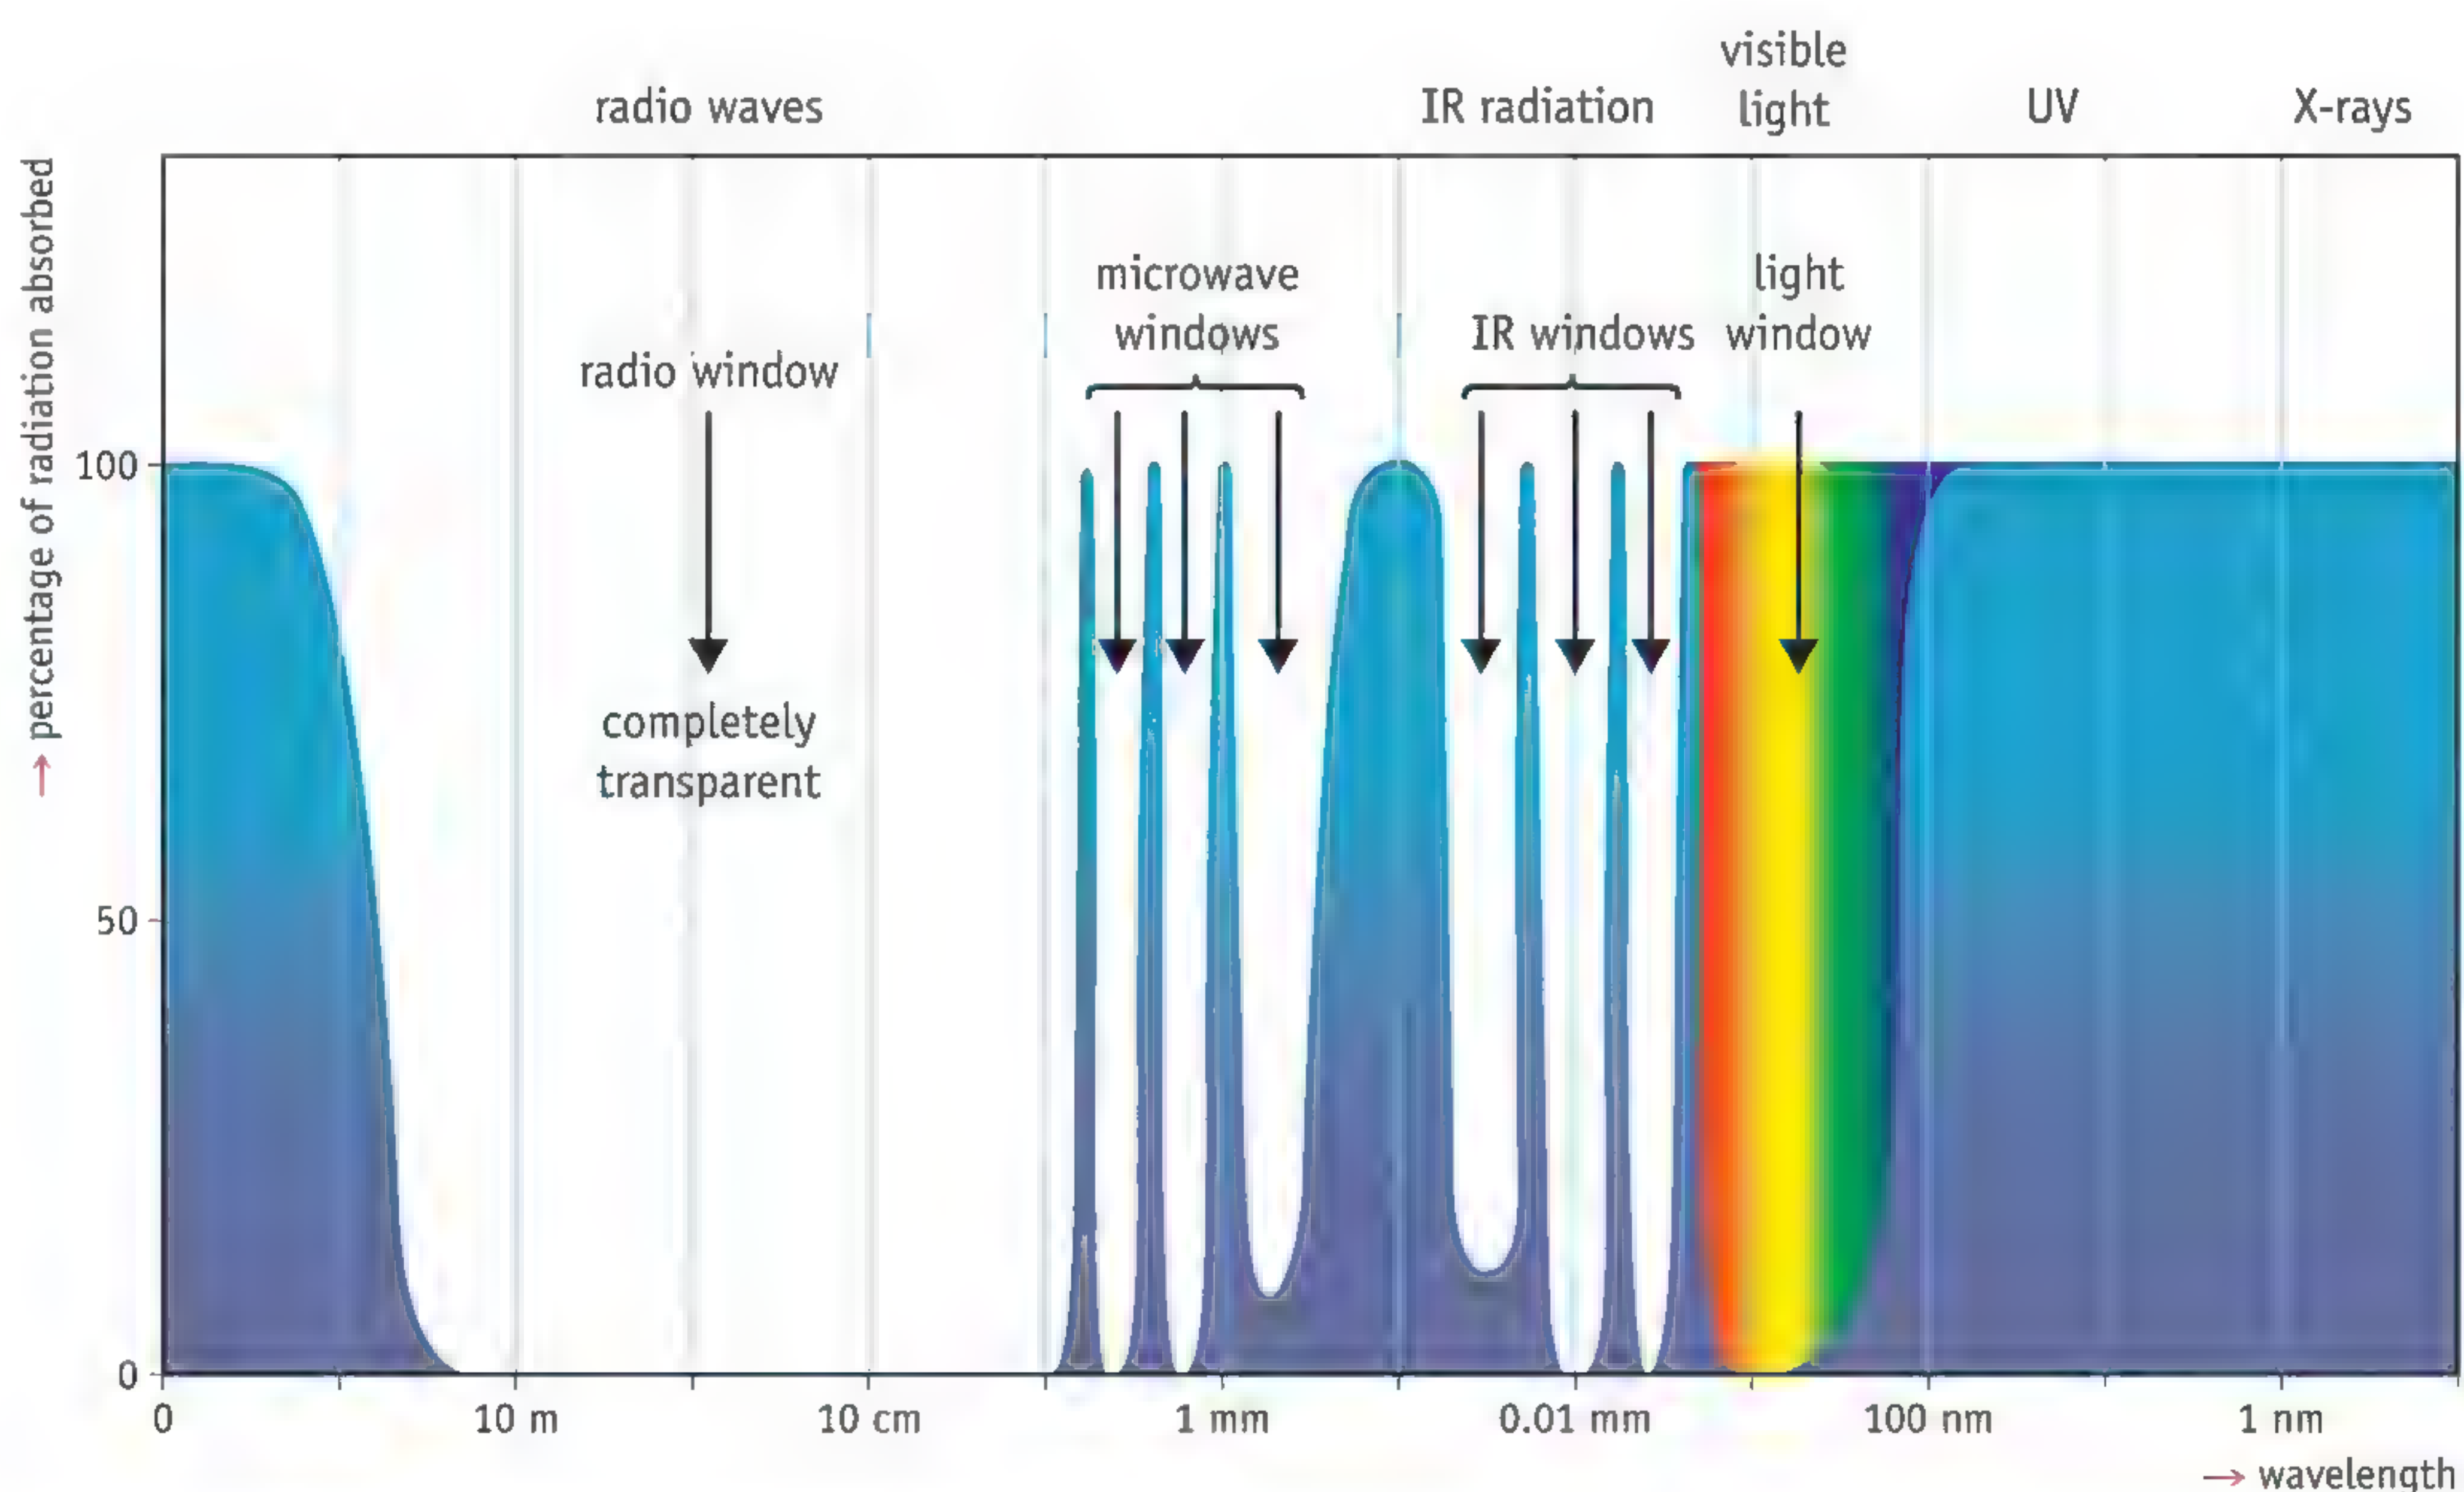 radio waves
IR radiation
visible
light
UV
X-rays
→ percentage of radiation absorbed
microwave
windows
IR windows
light
window
radio window
completely
transparent
100
50
0
0
10 m
10 cm
1 mm
0.01 mm
100 nm
1 nm
→ wavelength